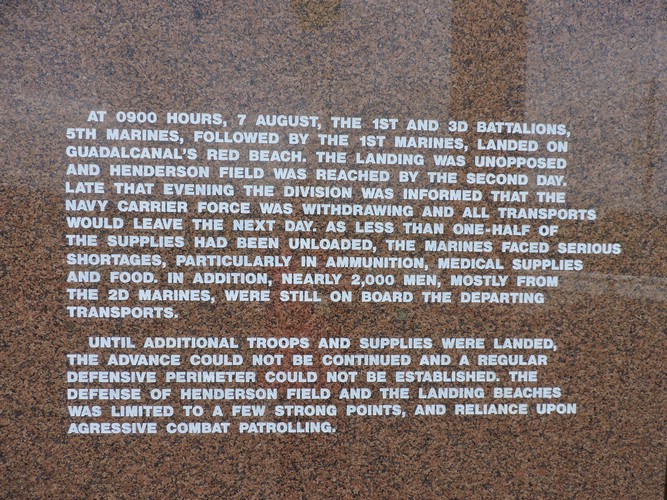 AT 0900 HOURS, 7 AUGUST, THE 1ST AND 3D BATTALIONS,
5TH MARINES, FOLLOWED BY THE 1ST MARINES, LANDED ON
GUADALCANAL'S RED BEACH. THE LANDING WAS UNOPPOSED
AND HENDERSON FIELD WAS REACHED BY THE SECOND DAY.
LATE THAT EVENING THE DIVISION WAS INFORMED THAT THE
NAVY CARRIER FORCE WAS WITHDRAWING AND ALL TRANSPORTS
WOULD LEAVE THE NEXT DAY. AS LESS THAN ONE-HALF OF
THE SUPPLIES HAD BEEN UNLOADED, THE MARINES FACED SERIOUS
SHORTAGES, PARTICULARLY IN AMMUNITION, MEDICAL SUPPLIES
AND FOOD. IN ADDITION, NEARLY 2,000 MEN, MOSTLY FROM
THE 2D MARINES, WERE STILL ON BOARD THE DEPARTING
TRANSPORTS.
UNTIL ADDITIONAL TROOPS AND SUPPLIES WERE LANDED,
THE ADVANCE COULD NOT BE CONTINUED AND A REGULAR
DEFENSIVE PERIMETER COULD NOT BE ESTABLISHED. THE
DEFENSE OF HENDERSON FIELD AND THE LANDING BEACHES
WAS LIMITED TO A FEW STRONG POINTS, AND RELIANCE UPON
AGRESSIVE COMBAT PATROLLING.